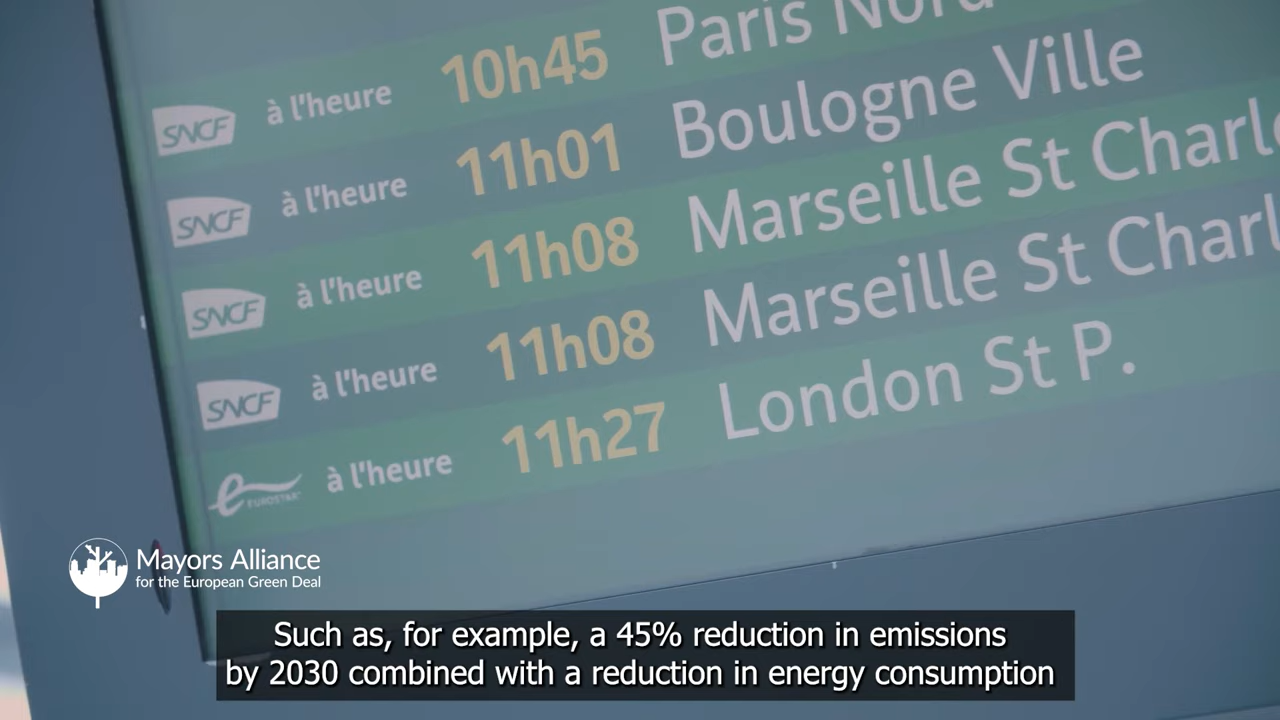 SNCF à l'heure 10h45 Paris Nord
SNCF à l'heure 11h01 Boulogne Ville
SNCF à l'heure 11h08 Marseille St Charle
SNCF à l'heure 11h08 Marseille St Charl
EUROSTAR à l'heure 11h27 London St P.
Mayors Alliance
for the European Green Deal
Such as, for example, a 45% reduction in emissions
by 2030 combined with a reduction in energy consumption